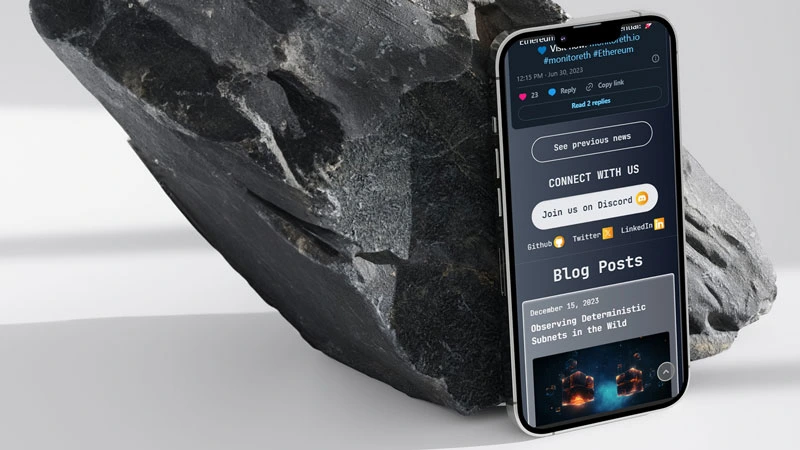 Ethereum
Visit now: monitoreth.io
#monitoreth #Ethereum
12:15 PM · Jun 30, 2023
23 Reply Copy link
Read 2 replies
See previous news
CONNECT WITH US
Join us on Discord
Github Twitter LinkedIn
Blog Posts
December 15, 2023
Observing Deterministic
Subnets in the Wild